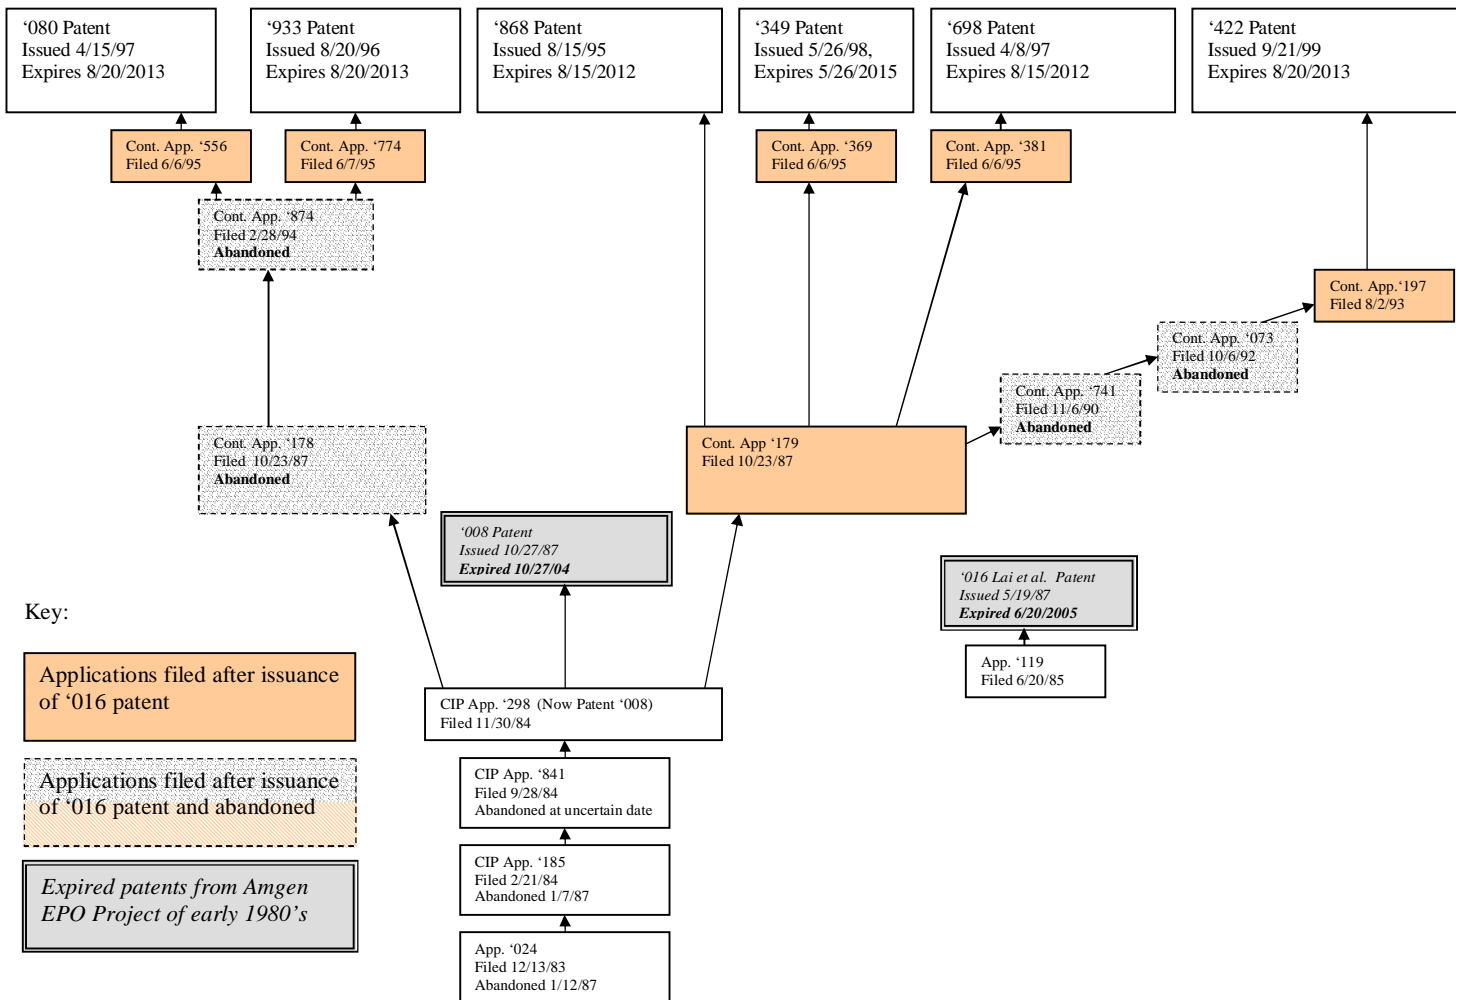 ‘080 Patent
Issued 4/15/97
Expires 8/20/2013
‘933 Patent
Issued 8/20/96
Expires 8/20/2013
‘868 Patent
Issued 8/15/95
Expires 8/15/2012
‘349 Patent
Issued 5/26/98,
Expires 5/26/2015
‘698 Patent
Issued 4/8/97
Expires 8/15/2012
‘422 Patent
Issued 9/21/99
Expires 8/20/2013
Cont. App. ‘556
Filed 6/6/95
Cont. App. ‘774
Filed 6/7/95
Cont. App. ‘369
Filed 6/6/95
Cont. App. ‘381
Filed 6/6/95
Cont. App. ‘874
Filed 2/28/94
Abandoned
Cont. App.‘197
Filed 8/2/93
Cont. App. ‘073
Filed 10/6/92
Abandoned
Cont. App. ‘741
Filed 11/6/90
Abandoned
Cont. App. ‘178
Filed 10/23/87
Abandoned
Cont. App ‘179
Filed 10/23/87
‘008 Patent
Issued 10/27/87
Expired 10/27/04
‘016 Lai et al. Patent
Issued 5/19/87
Expired 6/20/2005
App. ‘119
Filed 6/20/85
Key:
Applications filed after issuance
of ‘016 patent
Applications filed after issuance
of ‘016 patent and abandoned
Expired patents from Amgen
EPO Project of early 1980’s
CIP App. ‘298 (Now Patent ‘008)
Filed 11/30/84
CIP App. ‘841
Filed 9/28/84
Abandoned at uncertain date
CIP App. ‘185
Filed 2/21/84
Abandoned 1/7/87
App. ‘024
Filed 12/13/83
Abandoned 1/12/87